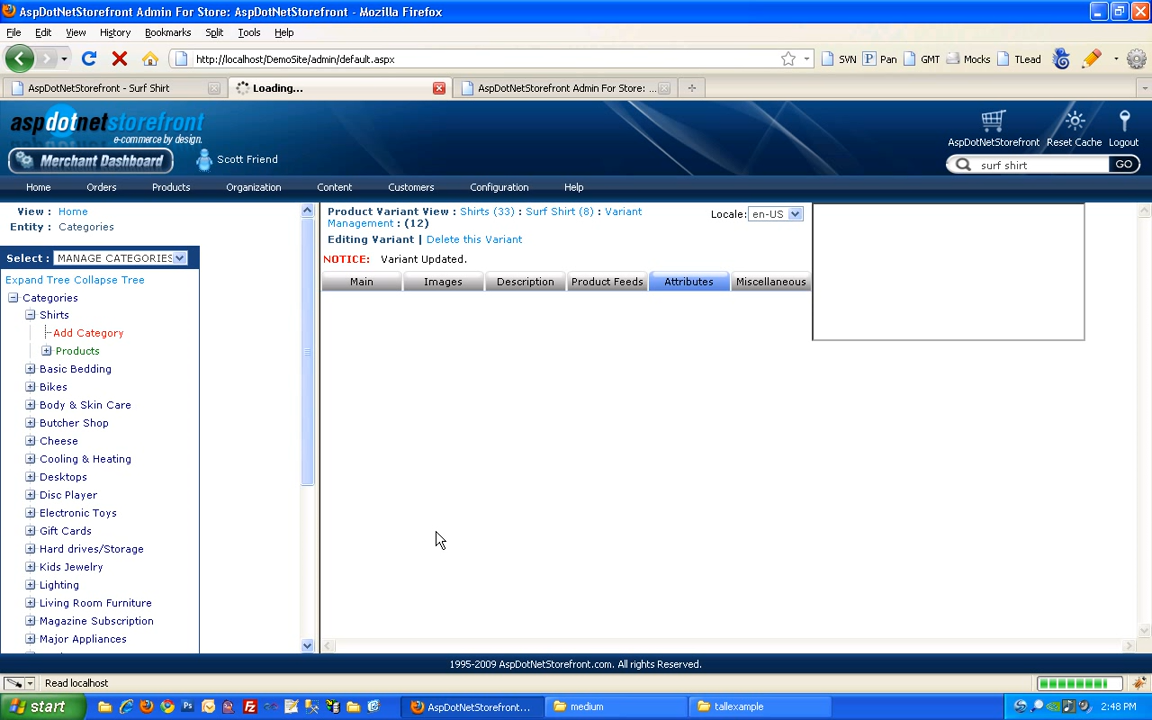 AspDotNetStorefront Admin For Store: AspDotNetStorefront - Mozilla Firefox
File Edit View History Bookmarks Split Tools Help
http://localhost/DemoSite/admin/default.aspx
SVN Pan GMT Mocks TLead
AspDotNetStorefront - Surf Shirt
Loading...
AspDotNetStorefront Admin For Store: ...
aspdotnetstorefront
e-commerce by design.
AspDotNetStorefront Reset Cache Logout
Merchant Dashboard
Scott Friend
surf shirt GO
Home Orders Products Organization Content Customers Configuration Help
View : Home
Entity : Categories
Select : MANAGE CATEGORIES
Expand Tree Collapse Tree
Categories
Shirts
Add Category
Products
Basic Bedding
Bikes
Body & Skin Care
Butcher Shop
Cheese
Cooling & Heating
Desktops
Disc Player
Electronic Toys
Gift Cards
Hard drives/Storage
Kids Jewelry
Lighting
Living Room Furniture
Magazine Subscription
Major Appliances
Product Variant View : Shirts (33) : Surf Shirt (8) : Variant
Management : (12)
Locale: en-US
Editing Variant | Delete this Variant
NOTICE: Variant Updated.
Main Images Description Product Feeds Attributes Miscellaneous
1995-2009 AspDotNetStorefront.com. All rights Reserved.
Read localhost
start
AspDotNetStorefront...
medium
tallexample
2:48 PM